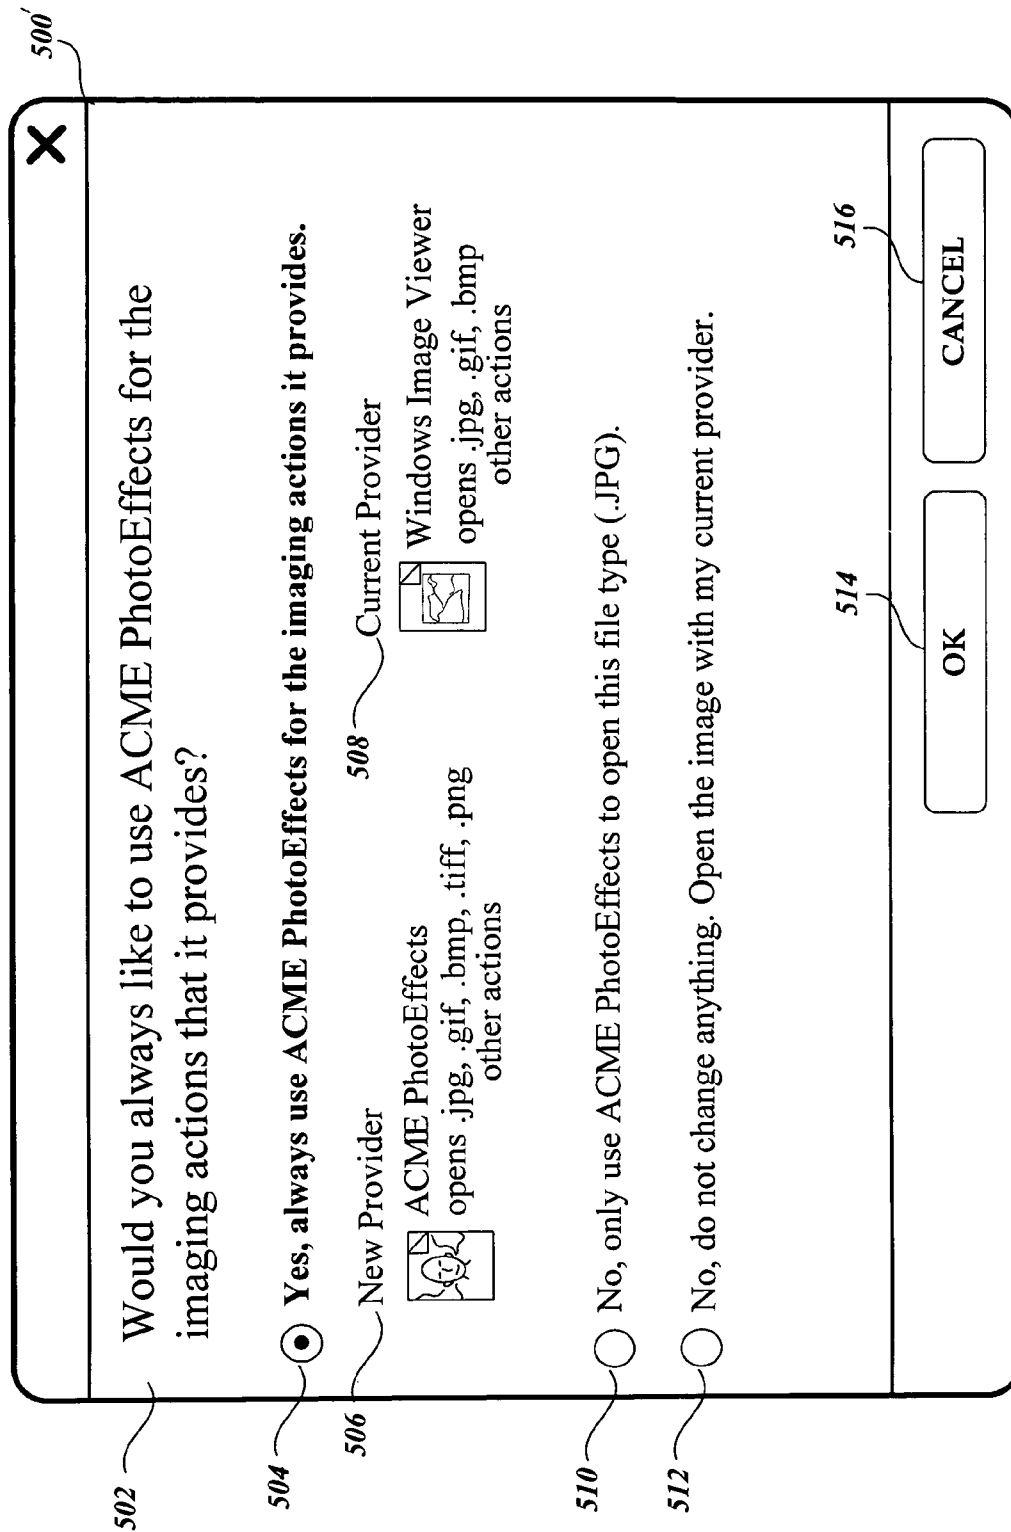 500'
X
502
Would you always like to use ACME PhotoEffects for the
imaging actions that it provides?
504
Yes, always use ACME PhotoEffects for the imaging actions it provides.
506
New Provider
ACME PhotoEffects
opens .jpg, .gif, .bmp, .tiff, .png
other actions
508
Current Provider
Windows Image Viewer
opens .jpg, .gif, .bmp
other actions
510
No, only use ACME PhotoEffects to open this file type (.JPG).
512
No, do not change anything. Open the image with my current provider.
514
OK
516
CANCEL